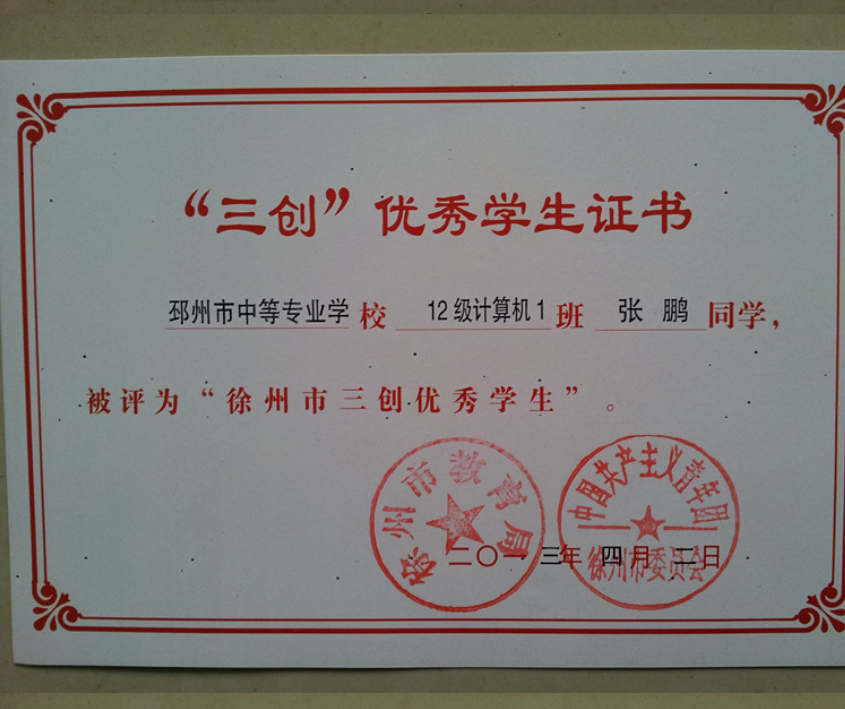 “三创”优秀学生证书
邳州市中等专业学校 12级计算机1班 张 鹏 同学，
被评为“徐州市三创优秀学生”。
徐州市教育局
中国共产主义青年团
徐州市委员会
二〇一三年 四月 二日